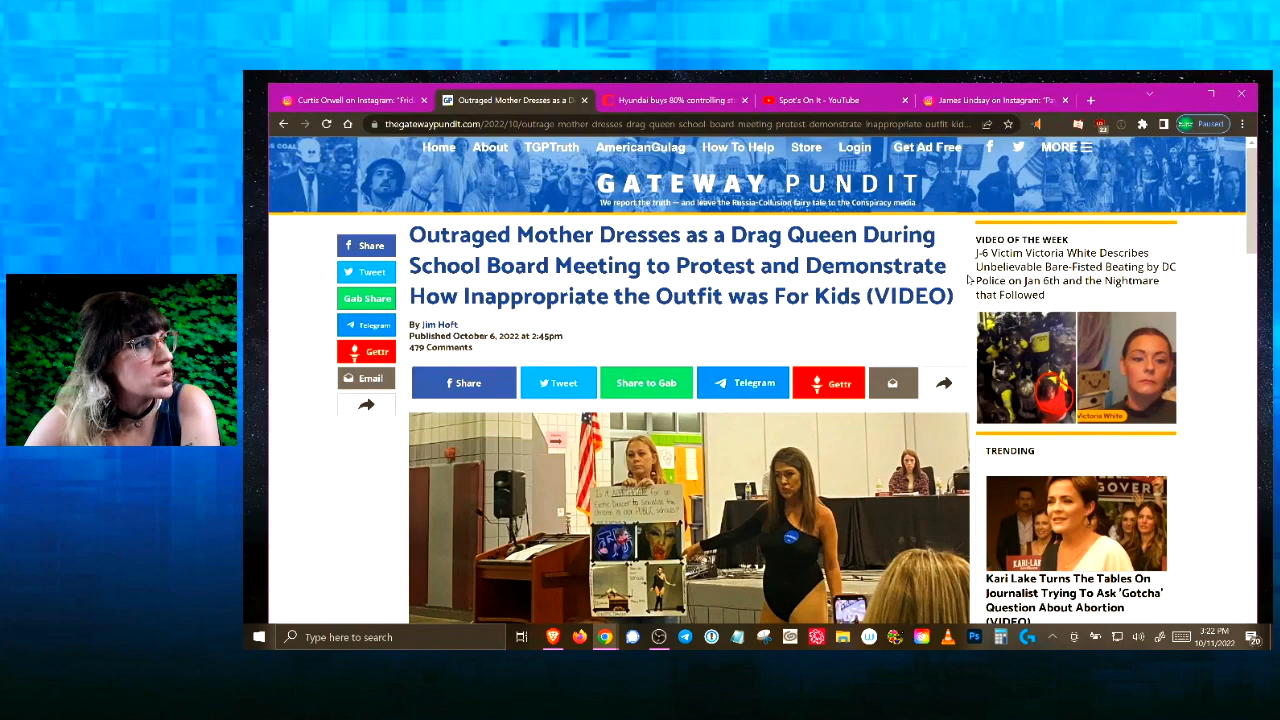 Curtis Orwell on Instagram: "Frid
Outraged Mother Dresses as a D
Hyundai buys 80% controlling st
Spot's On It - YouTube
James Lindsay on Instagram: "Pa
thegatewaypundit.com/2022/10/outrage-mother-dresses-drag-queen-school-board-meeting-protest-demonstrate-inappropriate-outfit-kid...
23
Paused
Home About TGPTruth AmericanGulag How To Help Store Login Get Ad Free MORE
GATEWAY PUNDIT
We report the truth — and leave the Russia-Collusion fairy tale to the Conspiracy media
Share
Tweet
Gab Share
Telegram
Gettr
Email
Outraged Mother Dresses as a Drag Queen During
School Board Meeting to Protest and Demonstrate
How Inappropriate the Outfit was For Kids (VIDEO)
By Jim Hoft
Published October 6, 2022 at 2:45pm
479 Comments
Share Tweet Share to Gab Telegram Gettr
VIDEO OF THE WEEK
J-6 Victim Victoria White Describes
Unbelievable Bare-Fisted Beating by DC
Police on Jan 6th and the Nightmare
that Followed
Victoria White
TRENDING
GOVER
KARI LAK
Kari Lake Turns The Tables On
Journalist Trying To Ask 'Gotcha'
Question About Abortion
(VIDEO)
Type here to search
3:22 PM
10/11/2022
20